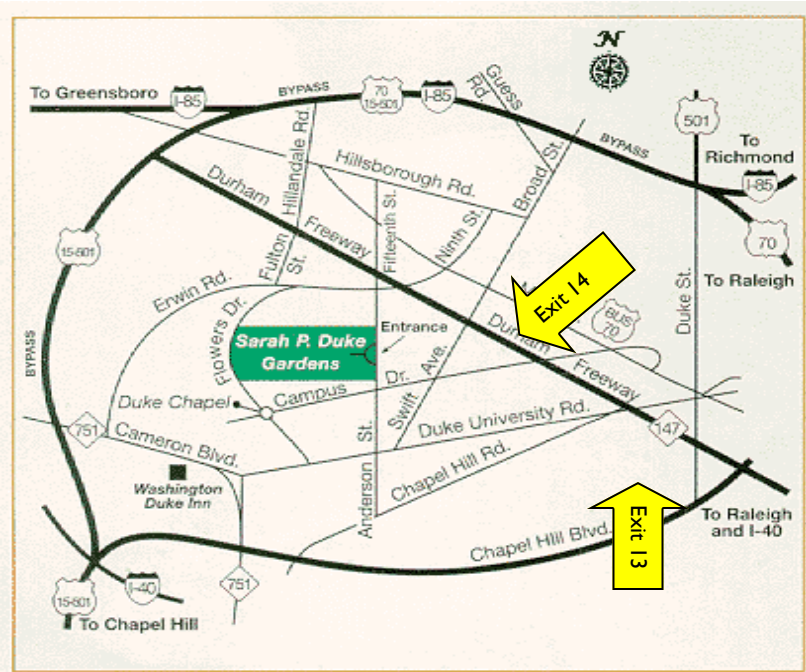 N
To Greensboro
I-85
BYPASS
70
15-501
I-85
Guess
Rd.
BYPASS
501
To
Richmond
I-85
70
To Raleigh
Hillandale Rd.
Hillsborough Rd.
Broad St.
Durham
Freeway
Fifteenth St.
Ninth St.
Fulton
St.
15-501
Erwin Rd.
Exit 14
BUS
70
Duke St.
Flowers Dr.
Sarah P. Duke
Gardens
Entrance
Durham
Freeway
BYPASS
Swift Ave.
Campus Dr.
Duke Chapel
751
Cameron Blvd.
Duke University Rd.
147
Washington
Duke Inn
Anderson St.
Chapel Hill Rd.
Exit 13
To Raleigh
and I-40
Chapel Hill Blvd.
751
I-40
15-501
To Chapel Hill